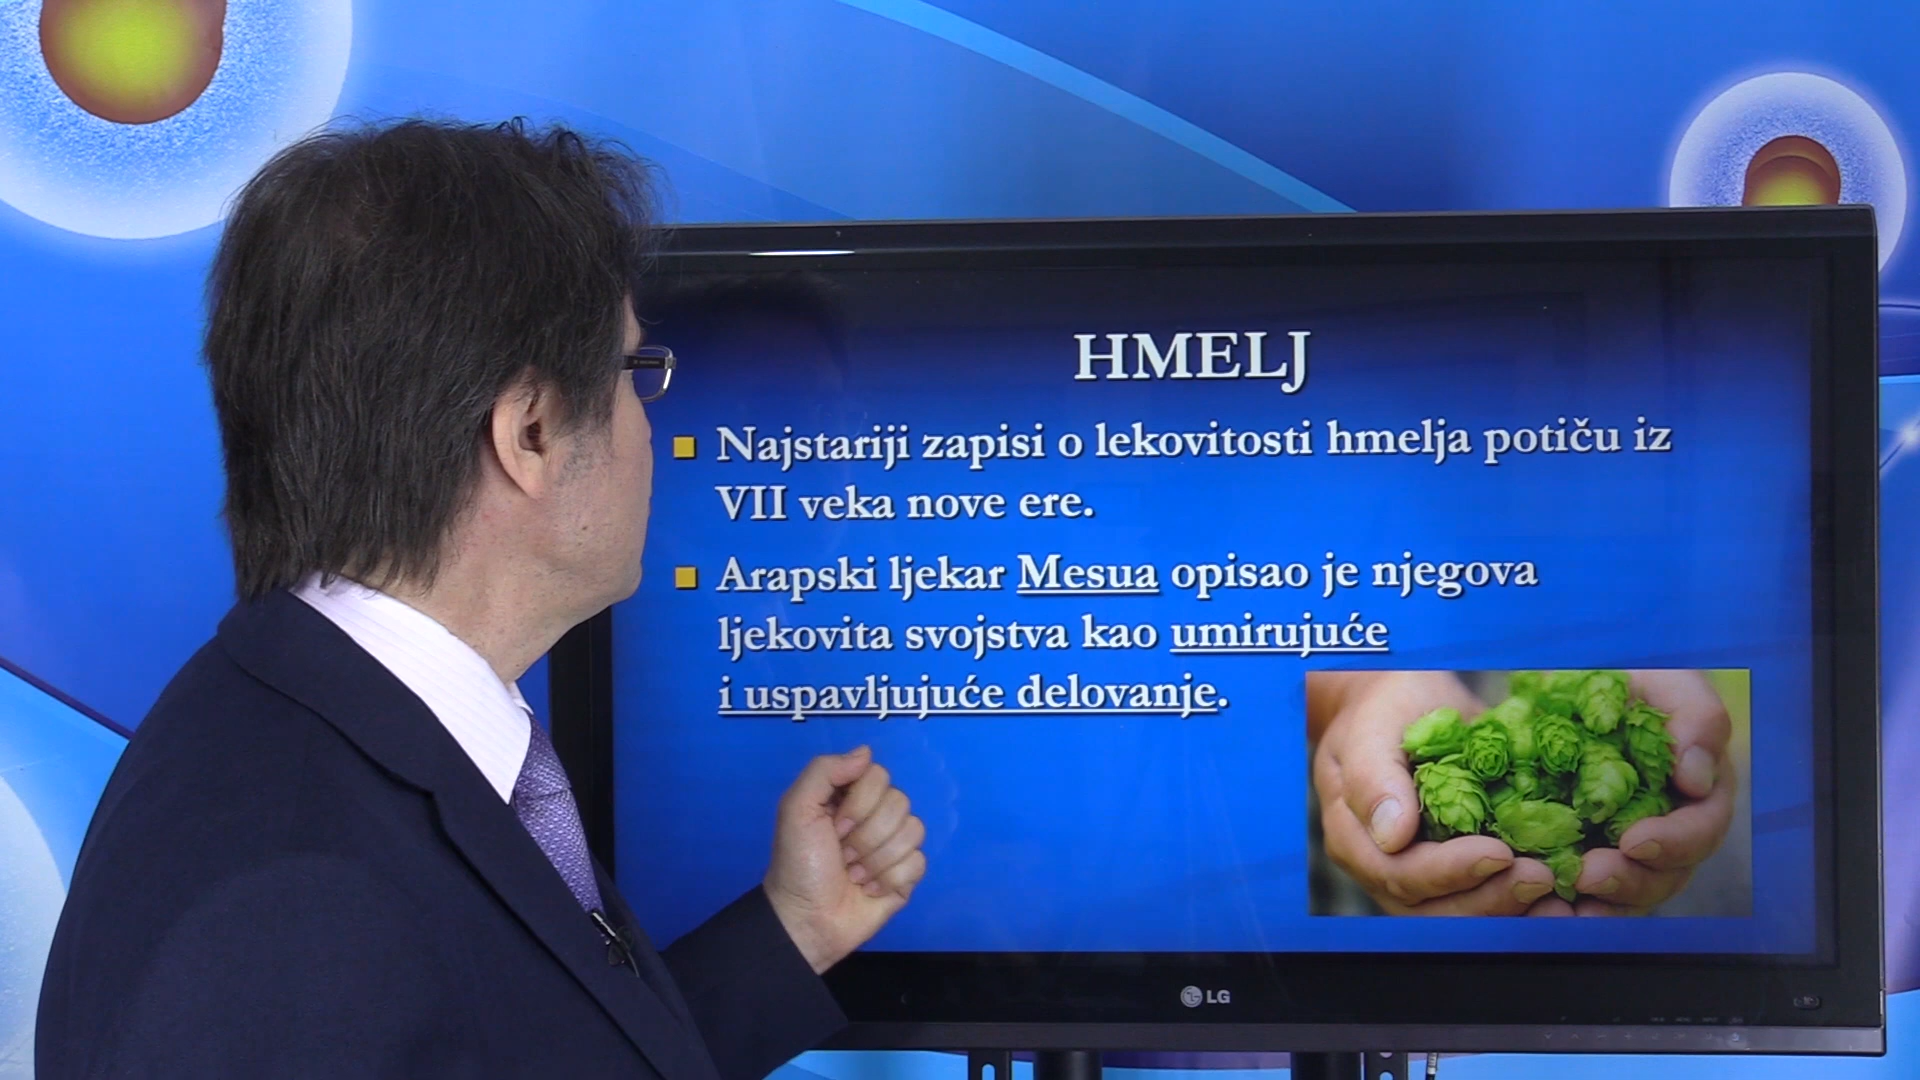 HMELJ
Najstariji zapisi o lekovitosti hmelja potiču iz
VII veka nove ere.
Arapski ljekar Mesua opisao je njegova
ljekovita svojstva kao umirujuće
i uspavljujuće delovanje.
LG